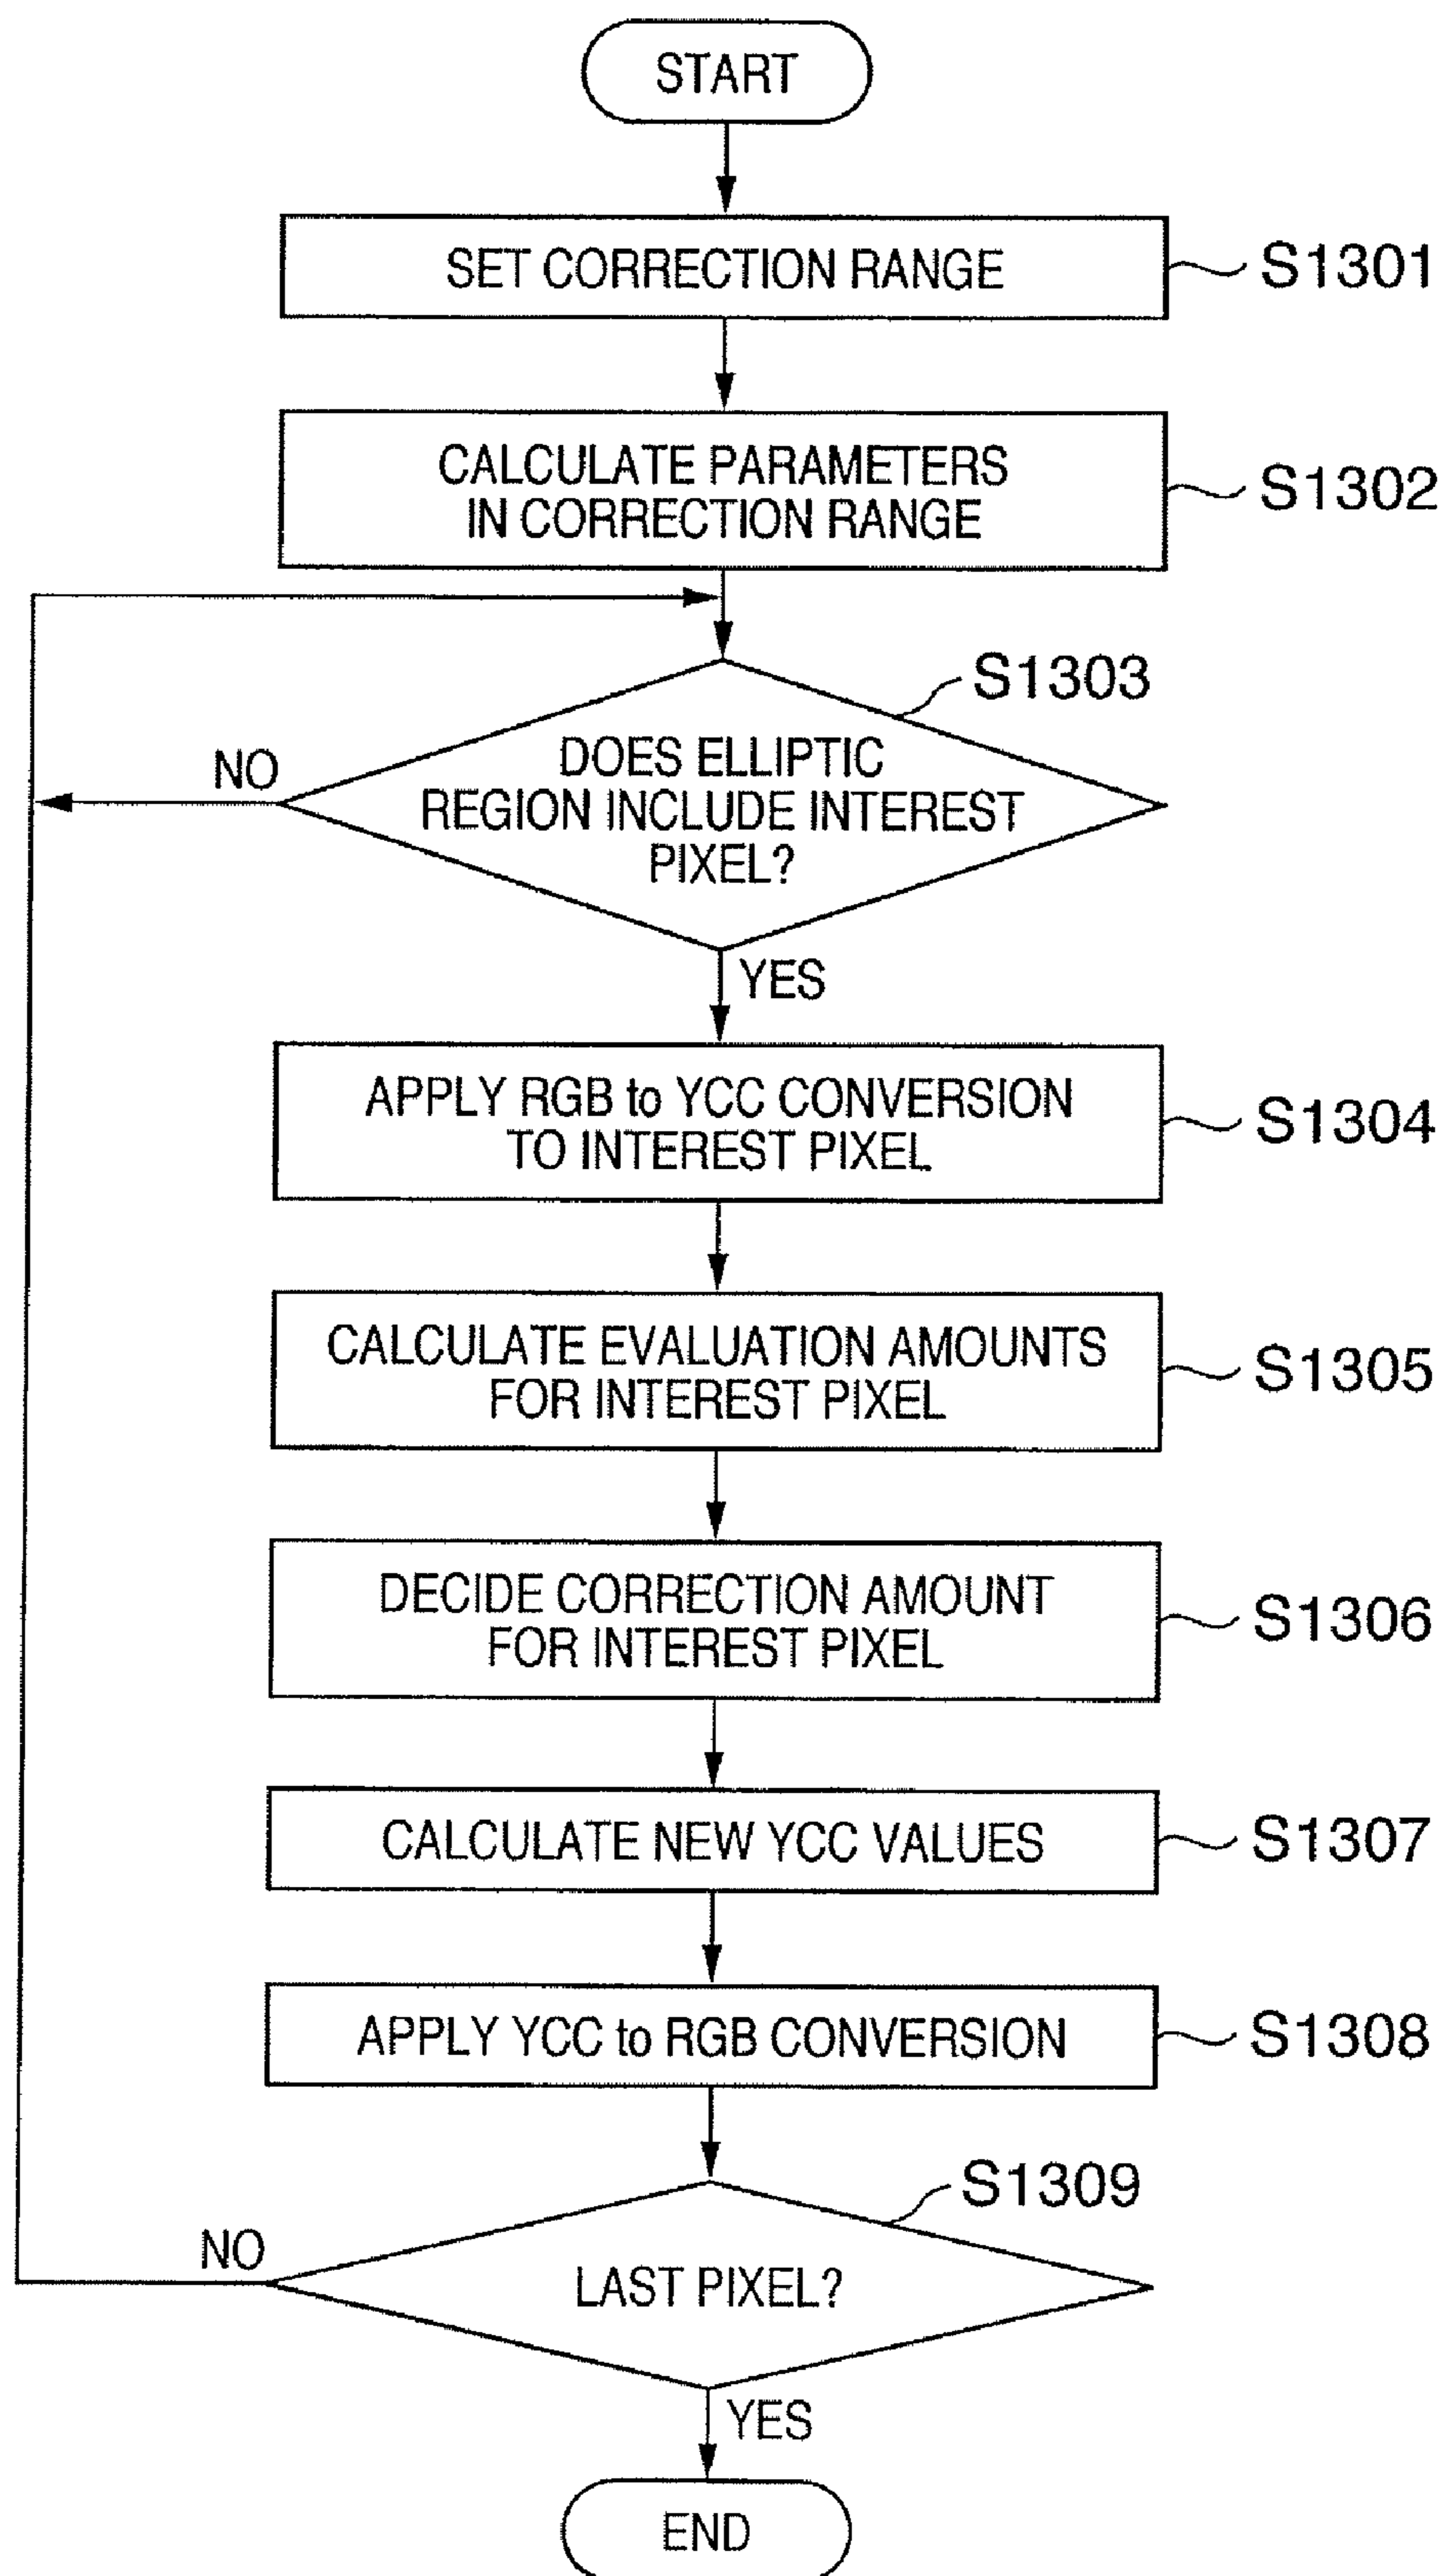 START
SET CORRECTION RANGE
S1301
CALCULATE PARAMETERS
IN CORRECTION RANGE
S1302
S1303
DOES ELLIPTIC
REGION INCLUDE INTEREST
PIXEL?
NO
YES
APPLY RGB to YCC CONVERSION
TO INTEREST PIXEL
S1304
CALCULATE EVALUATION AMOUNTS
FOR INTEREST PIXEL
S1305
DECIDE CORRECTION AMOUNT
FOR INTEREST PIXEL
S1306
CALCULATE NEW YCC VALUES
S1307
APPLY YCC to RGB CONVERSION
S1308
S1309
NO
LAST PIXEL?
YES
END